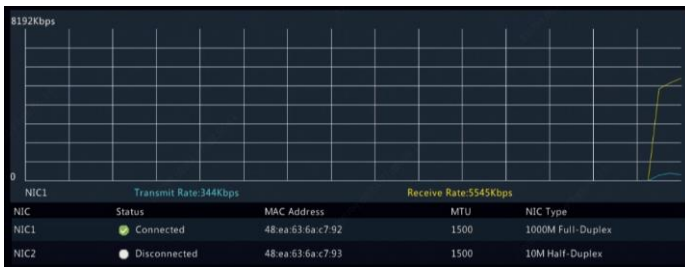 8192Kbps
0
NIC1 Transmit Rate:344Kbps Receive Rate:5545Kbps
NIC Status MAC Address MTU NIC Type
NIC1 Connected 48:ea:63:6a:c7:92 1500 1000M Full-Duplex
NIC2 Disconnected 48:ea:63:6a:c7:93 1500 10M Half-Duplex